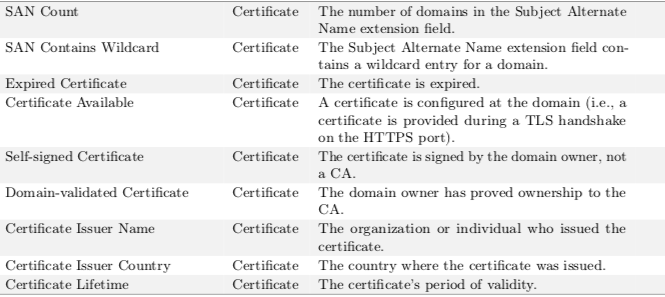 SAN Count Certificate The number of domains in the Subject Alternate
Name extension field.
SAN Contains Wildcard Certificate The Subject Alternate Name extension field con-
tains a wildcard entry for a domain.
Expired Certificate Certificate The certificate is expired.
Certificate Available Certificate A certificate is configured at the domain (i.e., a
certificate is provided during a TLS handshake
on the HTTPS port).
Self-signed Certificate Certificate The certificate is signed by the domain owner, not
a CA.
Domain-validated Certificate Certificate The domain owner has proved ownership to the
CA.
Certificate Issuer Name Certificate The organization or individual who issued the
certificate.
Certificate Issuer Country Certificate The country where the certificate was issued.
Certificate Lifetime Certificate The certificate's period of validity.